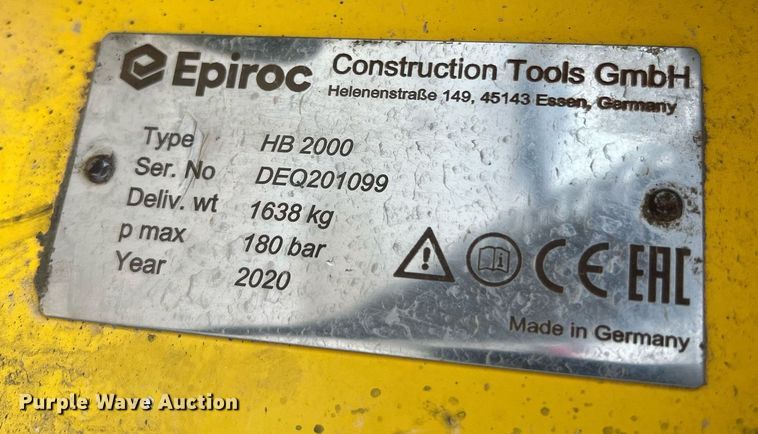 Epiroc Construction Tools GmbH
Helenenstraße 149, 45143 Essen, Germany
Type HB 2000
Ser. No DEQ201099
Deliv. wt 1638 kg
p max 180 bar
Year 2020
CE EAC
Made in Germany
Purple Wave Auction